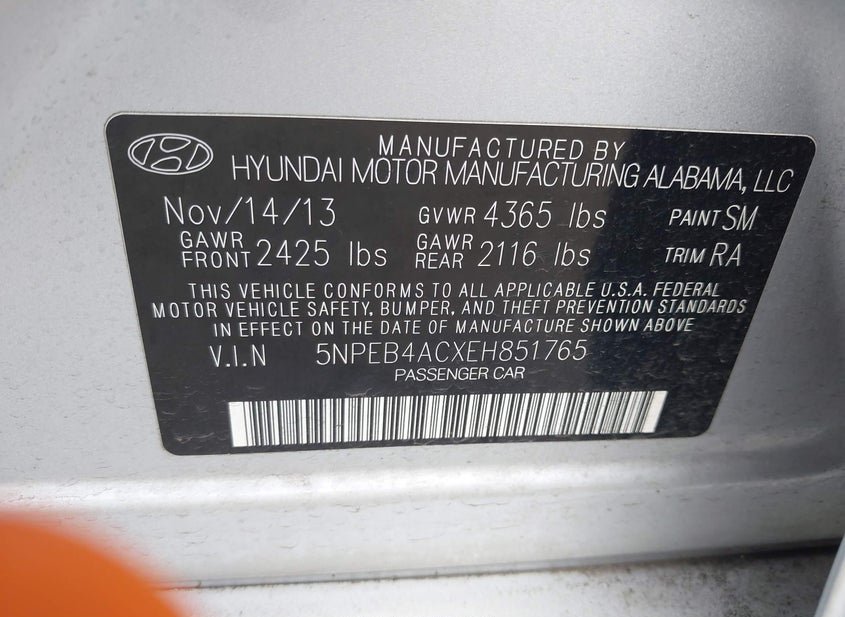 MANUFACTURED BY
HYUNDAI MOTOR MANUFACTURING ALABAMA, LLC
Nov/14/13 GVWR 4365 lbs PAINT SM
GAWR FRONT 2425 lbs GAWR REAR 2116 lbs TRIM RA
THIS VEHICLE CONFORMS TO ALL APPLICABLE U.S.A. FEDERAL
MOTOR VEHICLE SAFETY, BUMPER, AND THEFT PREVENTION STANDARDS
IN EFFECT ON THE DATE OF MANUFACTURE SHOWN ABOVE
V.I.N 5NPEB4ACXEH851765
PASSENGER CAR